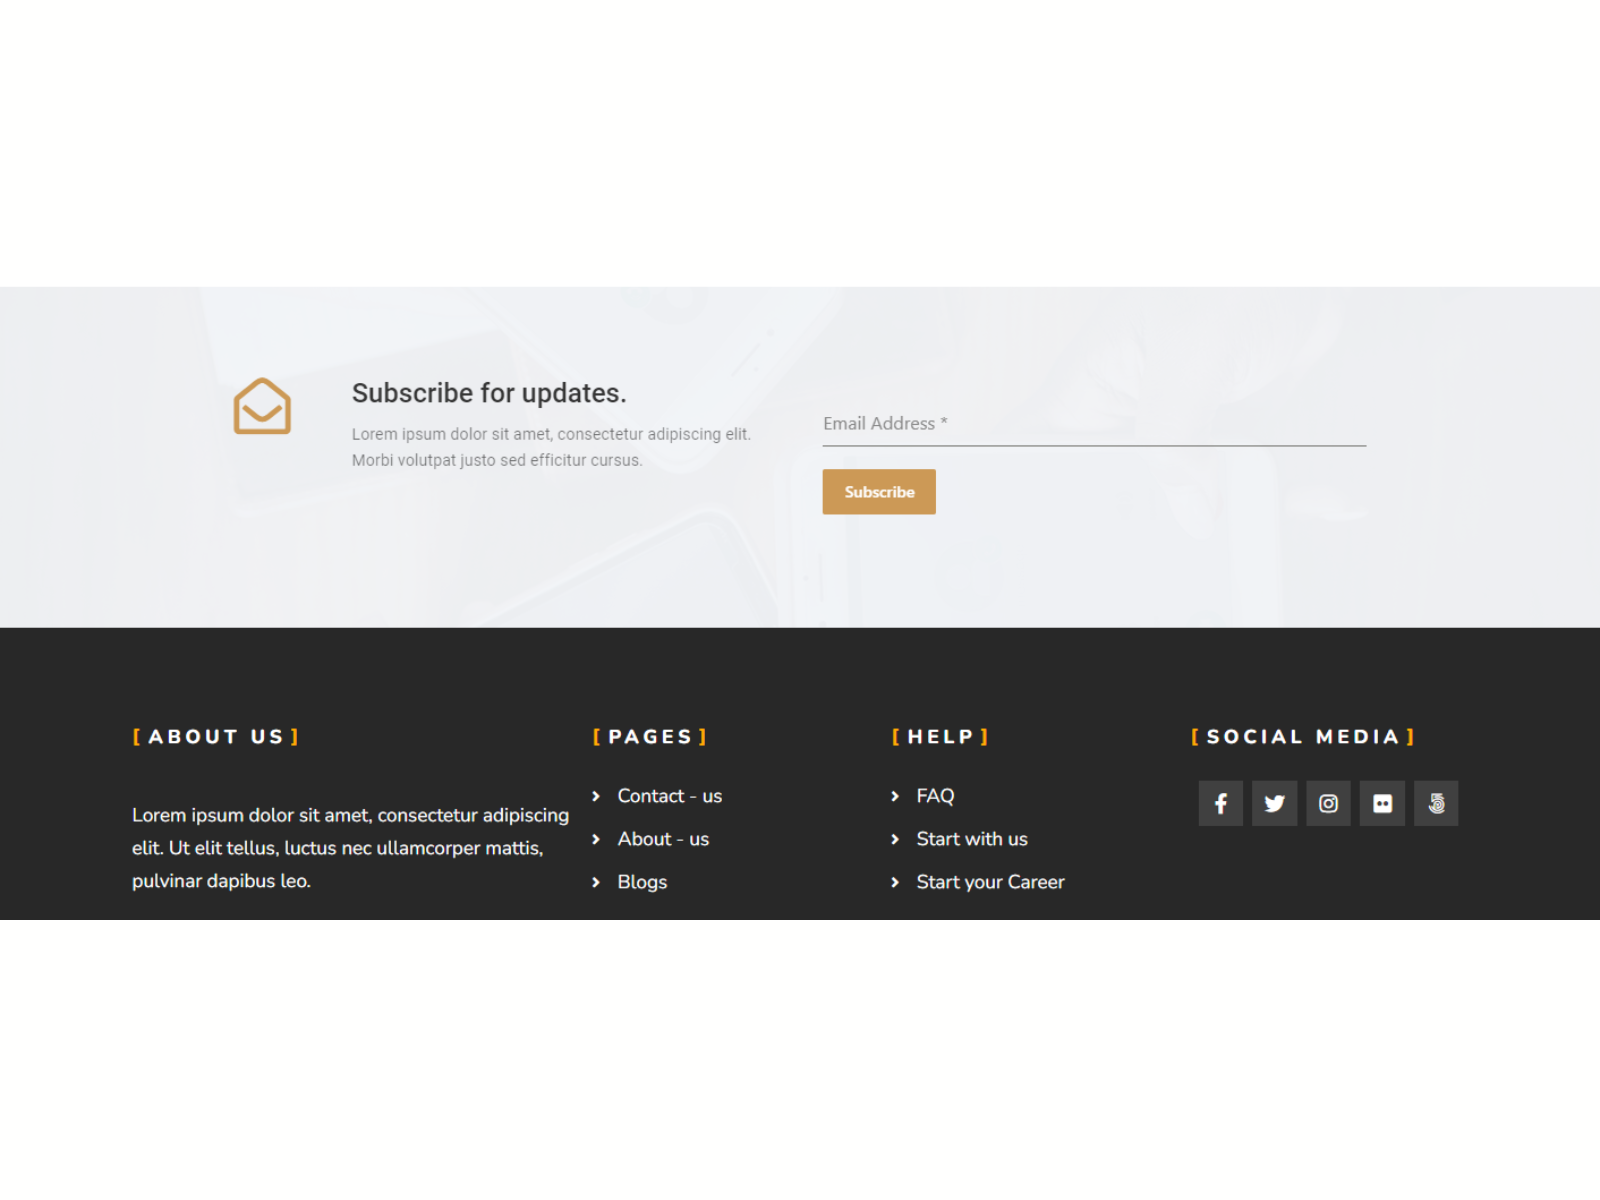 Subscribe for updates.
Lorem ipsum dolor sit amet, consectetur adipiscing elit.
Morbi volutpat justo sed efficitur cursus.
Email Address *
Subscribe
[ ABOUT US ]
Lorem ipsum dolor sit amet, consectetur adipiscing
elit. Ut elit tellus, luctus nec ullamcorper mattis,
pulvinar dapibus leo.
[ PAGES ]
Contact - us
About - us
Blogs
[ HELP ]
FAQ
Start with us
Start your Career
[ SOCIAL MEDIA ]